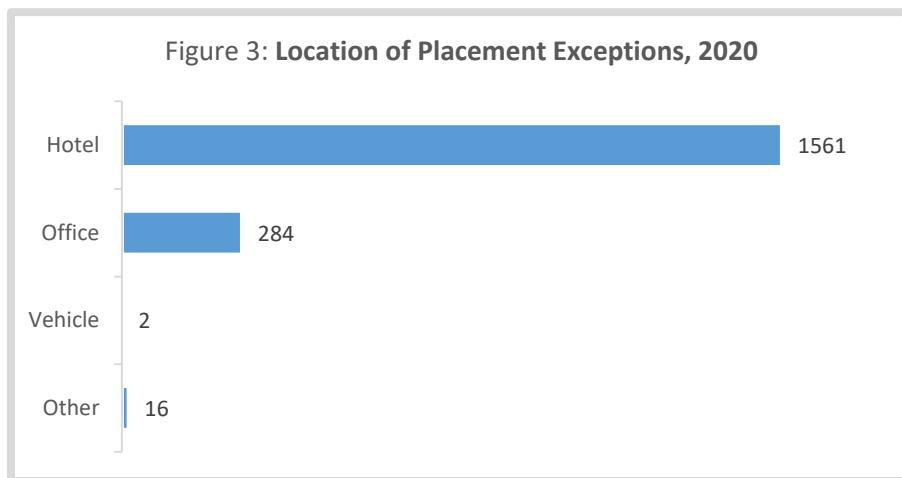 Figure 3: Location of Placement Exceptions, 2020
Hotel 1561
Office 284
Vehicle 2
Other 16